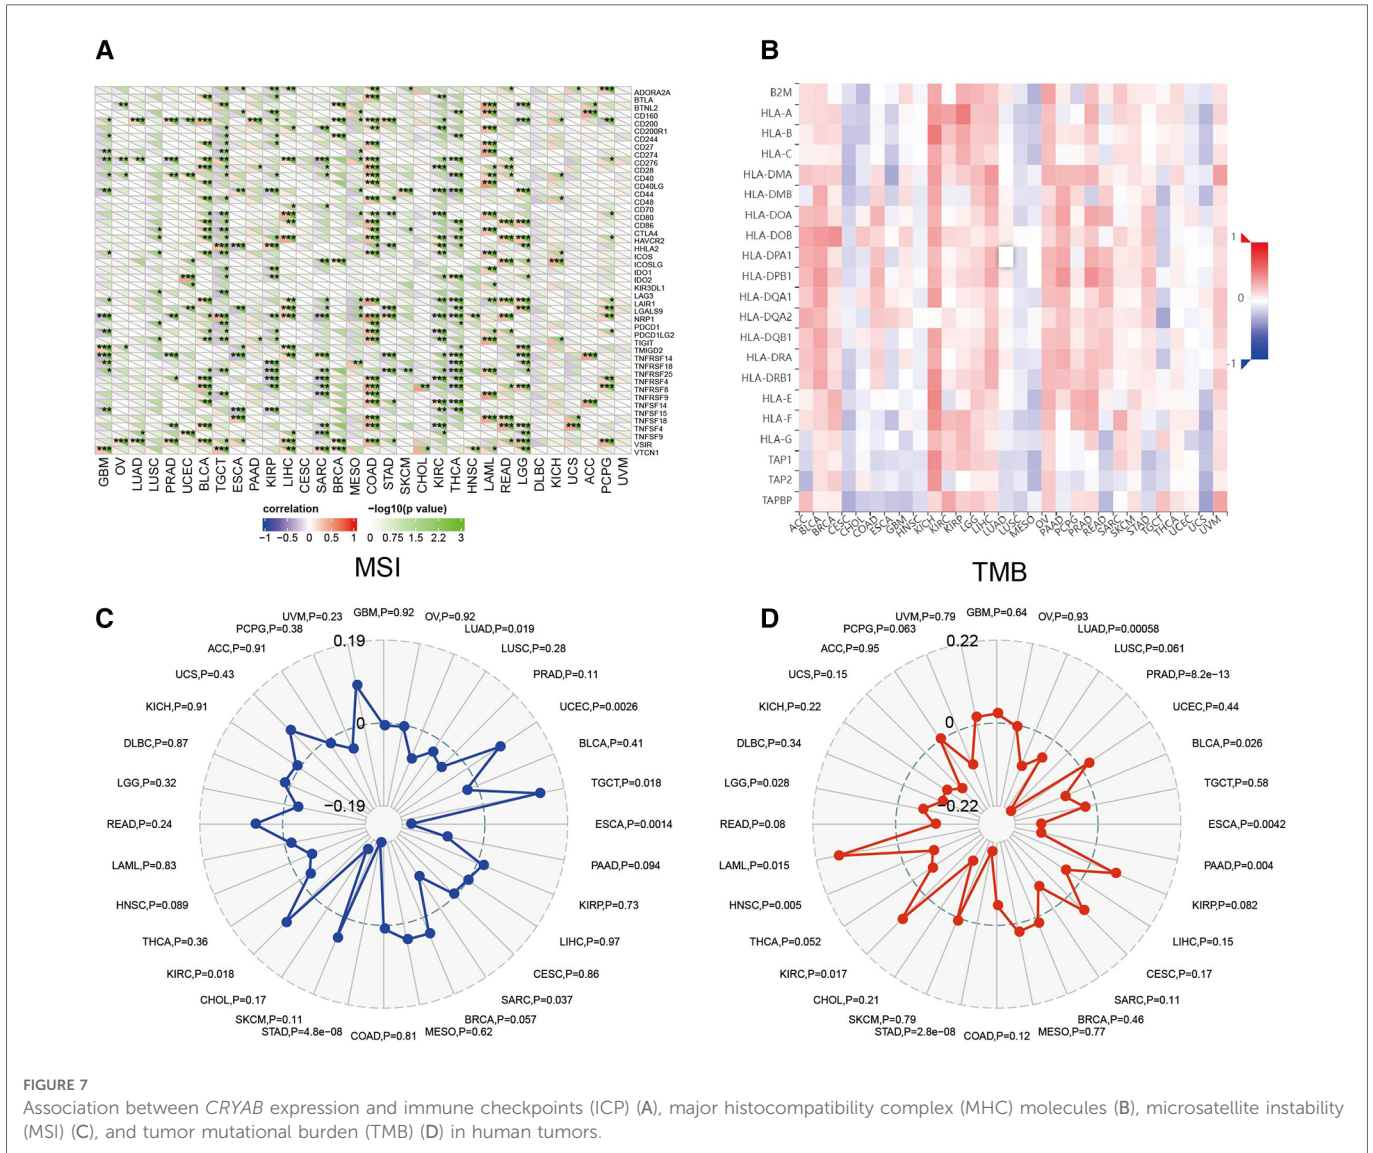 A
ADORA2A
BTLA
BTNL2
CD160
CD200
CD200R1
CD244
CD27
CD274
CD276
CD28
CD40
CD40LG
CD44
CD48
CD70
CD80
CD86
CTLA4
HAVCR2
HHLA2
ICOS
ICOSLG
IDO1
IDO2
KIR3DL1
LAG3
LAIR1
LGALS9
NRP1
PDCD1
PDCD1LG2
TIGIT
TMIGD2
TNFRSF14
TNFRSF18
TNFRSF25
TNFRSF4
TNFRSF8
TNFRSF9
TNFSF14
TNFSF15
TNFSF18
TNFSF4
TNFSF9
VSIR
VTCN1
GBM OV LUAD LUSC PRAD UCEC BLCA TGCT ESCA PAAD KIRP LIHC CESC SARC BRCA MESO COAD STAD SKCM CHOL KIRC THCA HNSC LAML READ LGG DLBC KICH UCS ACC PCPG UVM
correlation
−1 −0.5 0 0.5 1
−log10(p value)
0 0.75 1.5 2.25 3
B
B2M
HLA-A
HLA-B
HLA-C
HLA-DMA
HLA-DMB
HLA-DOA
HLA-DOB
HLA-DPA1
HLA-DPB1
HLA-DQA1
HLA-DQA2
HLA-DQB1
HLA-DRA
HLA-DRB1
HLA-E
HLA-F
HLA-G
TAP1
TAP2
TAPBP
ACC BLCA BRCA CESC CHOL COAD ESCA GBM HNSC KICH KIRC KIRP LGG LIHC LUAD LUSC MESO OV PAAD PCPG PRAD READ SARC SKCM STAD TGCT THCA UCEC UCS UVM
1
0
-1
C
MSI
0.19
0
−0.19
GBM,P=0.92
OV,P=0.92
LUAD,P=0.019
LUSC,P=0.28
PRAD,P=0.11
UCEC,P=0.0026
BLCA,P=0.41
TGCT,P=0.018
ESCA,P=0.0014
PAAD,P=0.094
KIRP,P=0.73
LIHC,P=0.97
CESC,P=0.86
SARC,P=0.037
BRCA,P=0.057
MESO,P=0.62
COAD,P=0.81
STAD,P=4.8e−08
SKCM,P=0.11
CHOL,P=0.17
KIRC,P=0.018
THCA,P=0.36
HNSC,P=0.089
LAML,P=0.83
READ,P=0.24
LGG,P=0.32
DLBC,P=0.87
KICH,P=0.91
UCS,P=0.43
ACC,P=0.91
PCPG,P=0.38
UVM,P=0.23
D
TMB
0.22
0
−0.22
GBM,P=0.64
OV,P=0.93
LUAD,P=0.00058
LUSC,P=0.061
PRAD,P=8.2e−13
UCEC,P=0.44
BLCA,P=0.026
TGCT,P=0.58
ESCA,P=0.0042
PAAD,P=0.004
KIRP,P=0.082
LIHC,P=0.15
CESC,P=0.17
SARC,P=0.11
BRCA,P=0.46
MESO,P=0.77
COAD,P=0.12
STAD,P=2.8e−08
SKCM,P=0.79
CHOL,P=0.21
KIRC,P=0.017
THCA,P=0.052
HNSC,P=0.005
LAML,P=0.015
READ,P=0.08
LGG,P=0.028
DLBC,P=0.34
KICH,P=0.22
UCS,P=0.15
ACC,P=0.95
PCPG,P=0.063
UVM,P=0.79
FIGURE 7
Association between CRYAB expression and immune checkpoints (ICP) (A), major histocompatibility complex (MHC) molecules (B), microsatellite instability
(MSI) (C), and tumor mutational burden (TMB) (D) in human tumors.